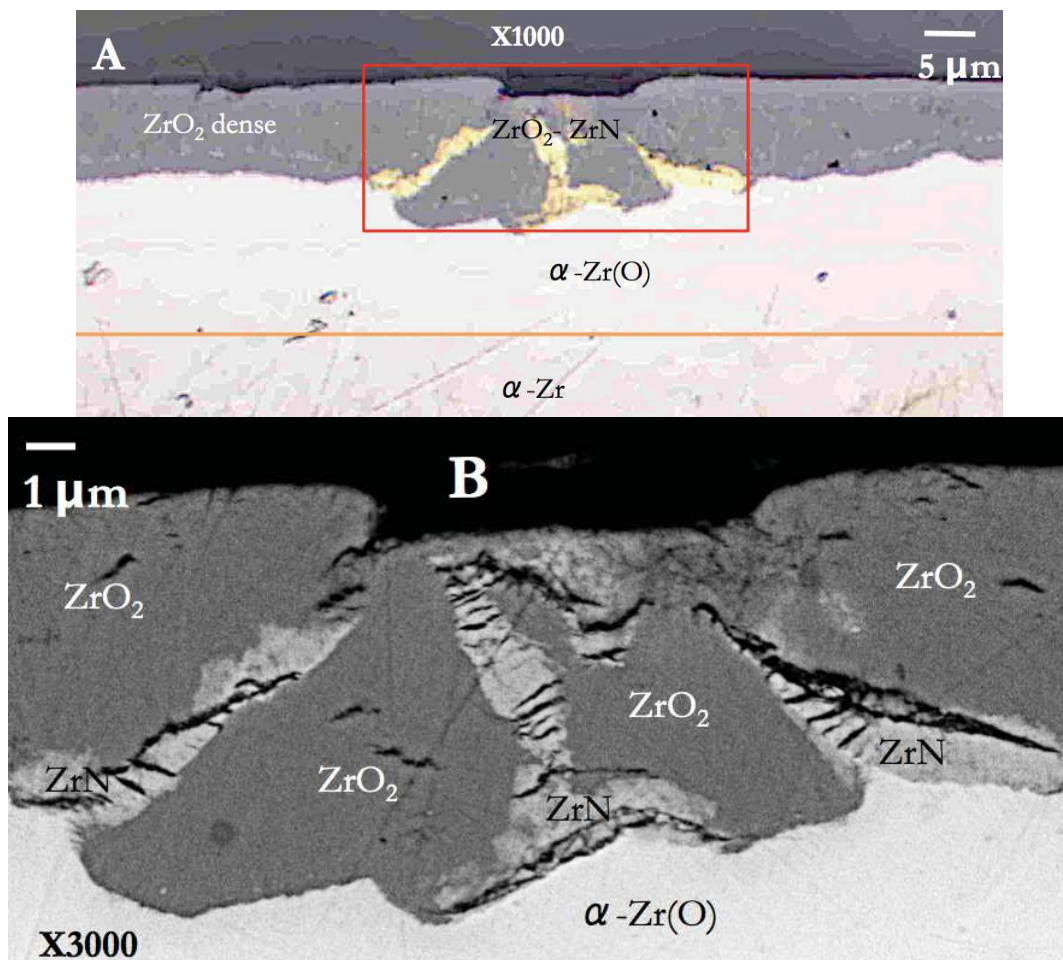 A
X1000
5 μm
ZrO₂ dense
ZrO₂- ZrN
α -Zr(O)
α -Zr
1 μm
B
ZrO₂
ZrO₂
ZrO₂
ZrO₂
ZrN
ZrN
ZrN
α -Zr(O)
X3000